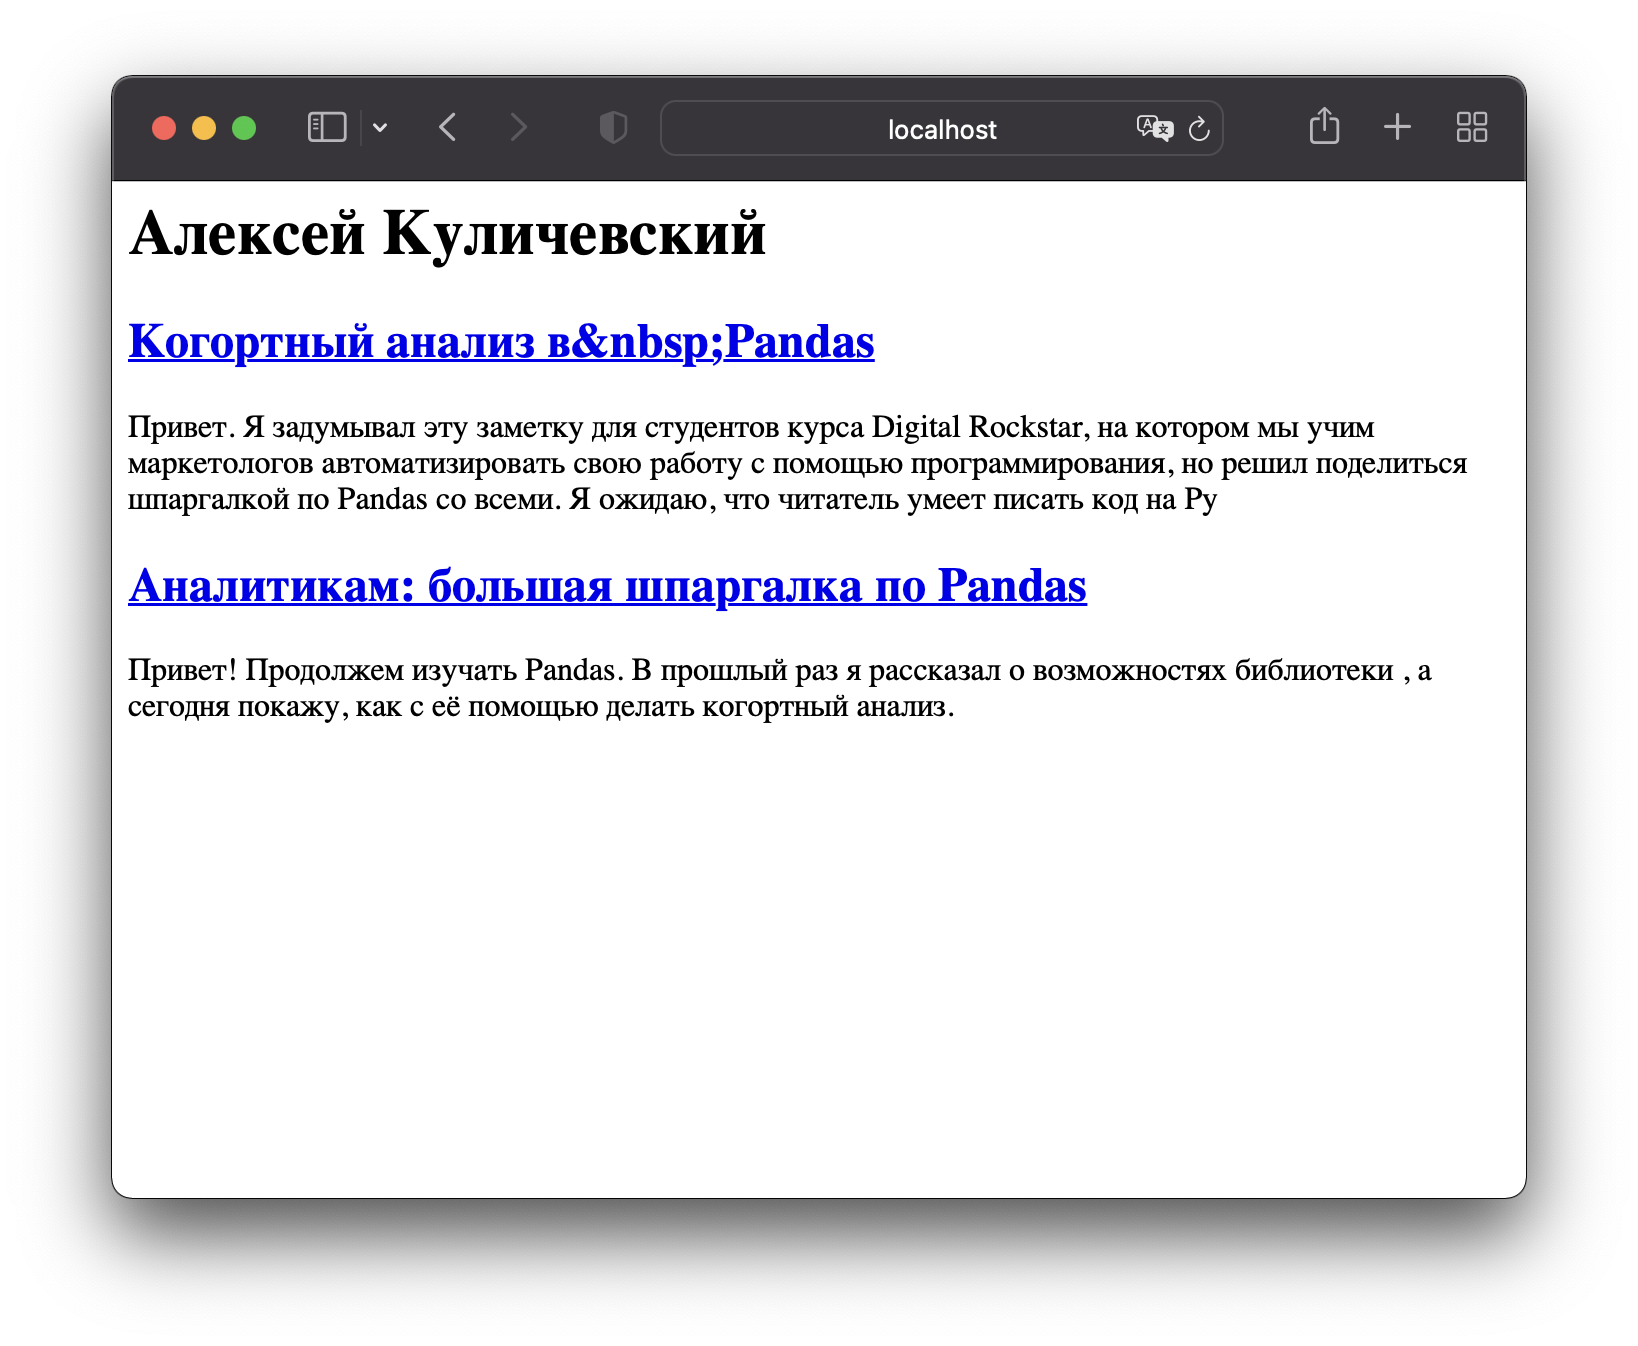 localhost
Алексей Куличевский
Когортный анализ в&nbsp;Pandas
Привет. Я задумывал эту заметку для студентов курса Digital Rockstar, на котором мы учим
маркетологов автоматизировать свою работу с помощью программирования, но решил поделиться
шпаргалкой по Pandas со всеми. Я ожидаю, что читатель умеет писать код на Py
Аналитикам: большая шпаргалка по Pandas
Привет! Продолжем изучать Pandas. В прошлый раз я рассказал о возможностях библиотеки , а
сегодня покажу, как с её помощью делать когортный анализ.